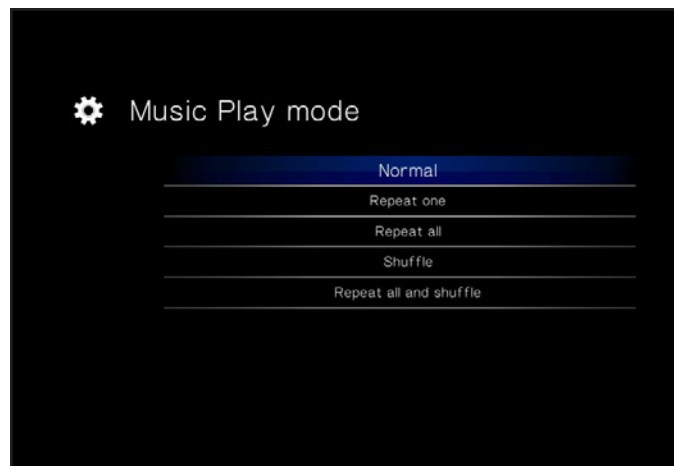 Music Play mode
Normal
Repeat one
Repeat all
Shuffle
Repeat all and shuffle